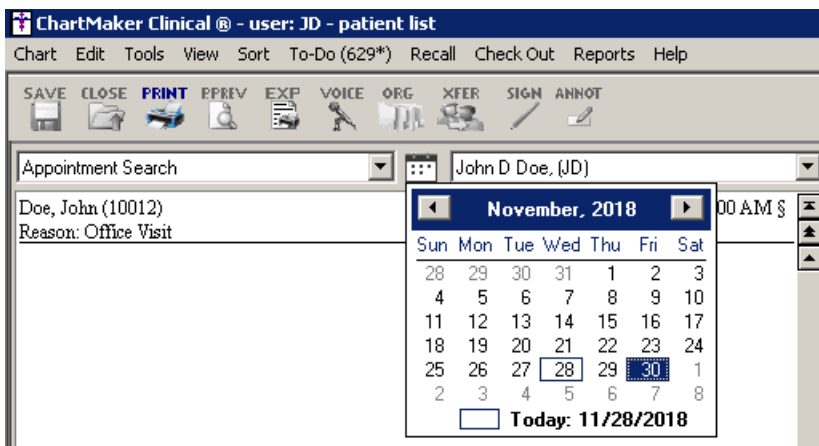 ChartMaker Clinical ® - user: JD - patient list
Chart Edit Tools View Sort To-Do (629*) Recall Check Out Reports Help
SAVE CLOSE PRINT PPREV EXP VOICE ORG XFER SIGN ANNOT
Appointment Search John D Doe, (JD)
Doe, John (10012) 00 AM §
Reason: Office Visit
November, 2018
Sun Mon Tue Wed Thu Fri Sat
28 29 30 31 1 2 3
4 5 6 7 8 9 10
11 12 13 14 15 16 17
18 19 20 21 22 23 24
25 26 27 28 29 30 1
2 3 4 5 6 7 8
Today: 11/28/2018